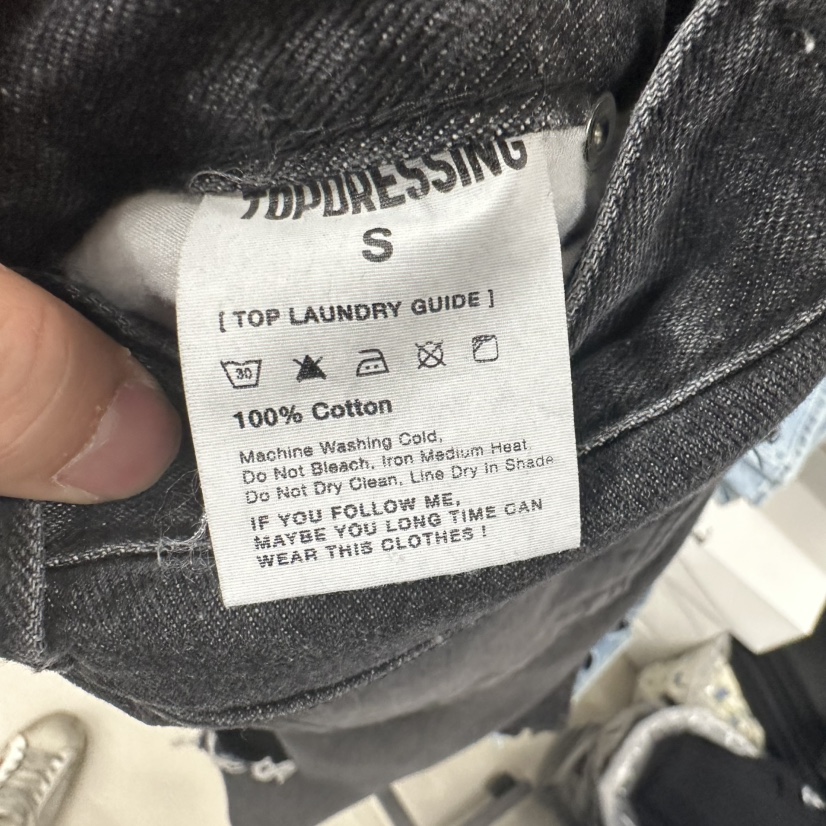 TOPDRESSING
S
[ TOP LAUNDRY GUIDE ]
30
100% Cotton
Machine Washing Cold,
Do Not Bleach, Iron Medium Heat
Do Not Dry Clean, Line Dry in Shade
IF YOU FOLLOW ME,
MAYBE YOU LONG TIME CAN
WEAR THIS CLOTHES !